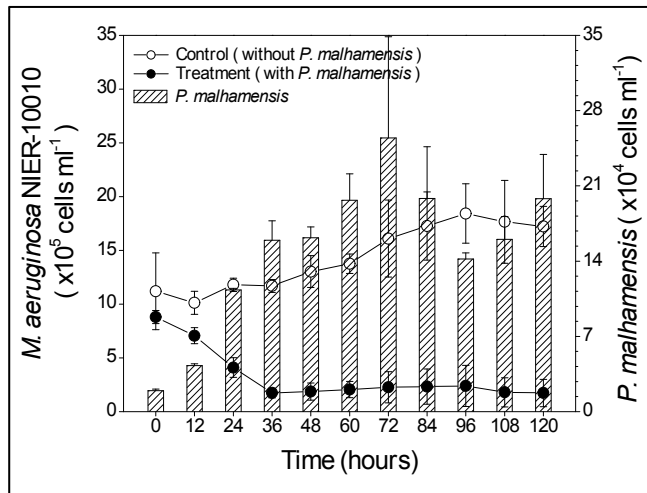 Control ( without P. malhamensis )
Treatment ( with P. malhamensis )
P. malhamensis
M. aeruginosa NIER-10010
( x10⁵ cells ml⁻¹ )
35
30
25
20
15
10
5
0
35
28
21
14
7
0
P. malhamensis ( x10⁴ cells ml⁻¹ )
0 12 24 36 48 60 72 84 96 108 120
Time (hours)